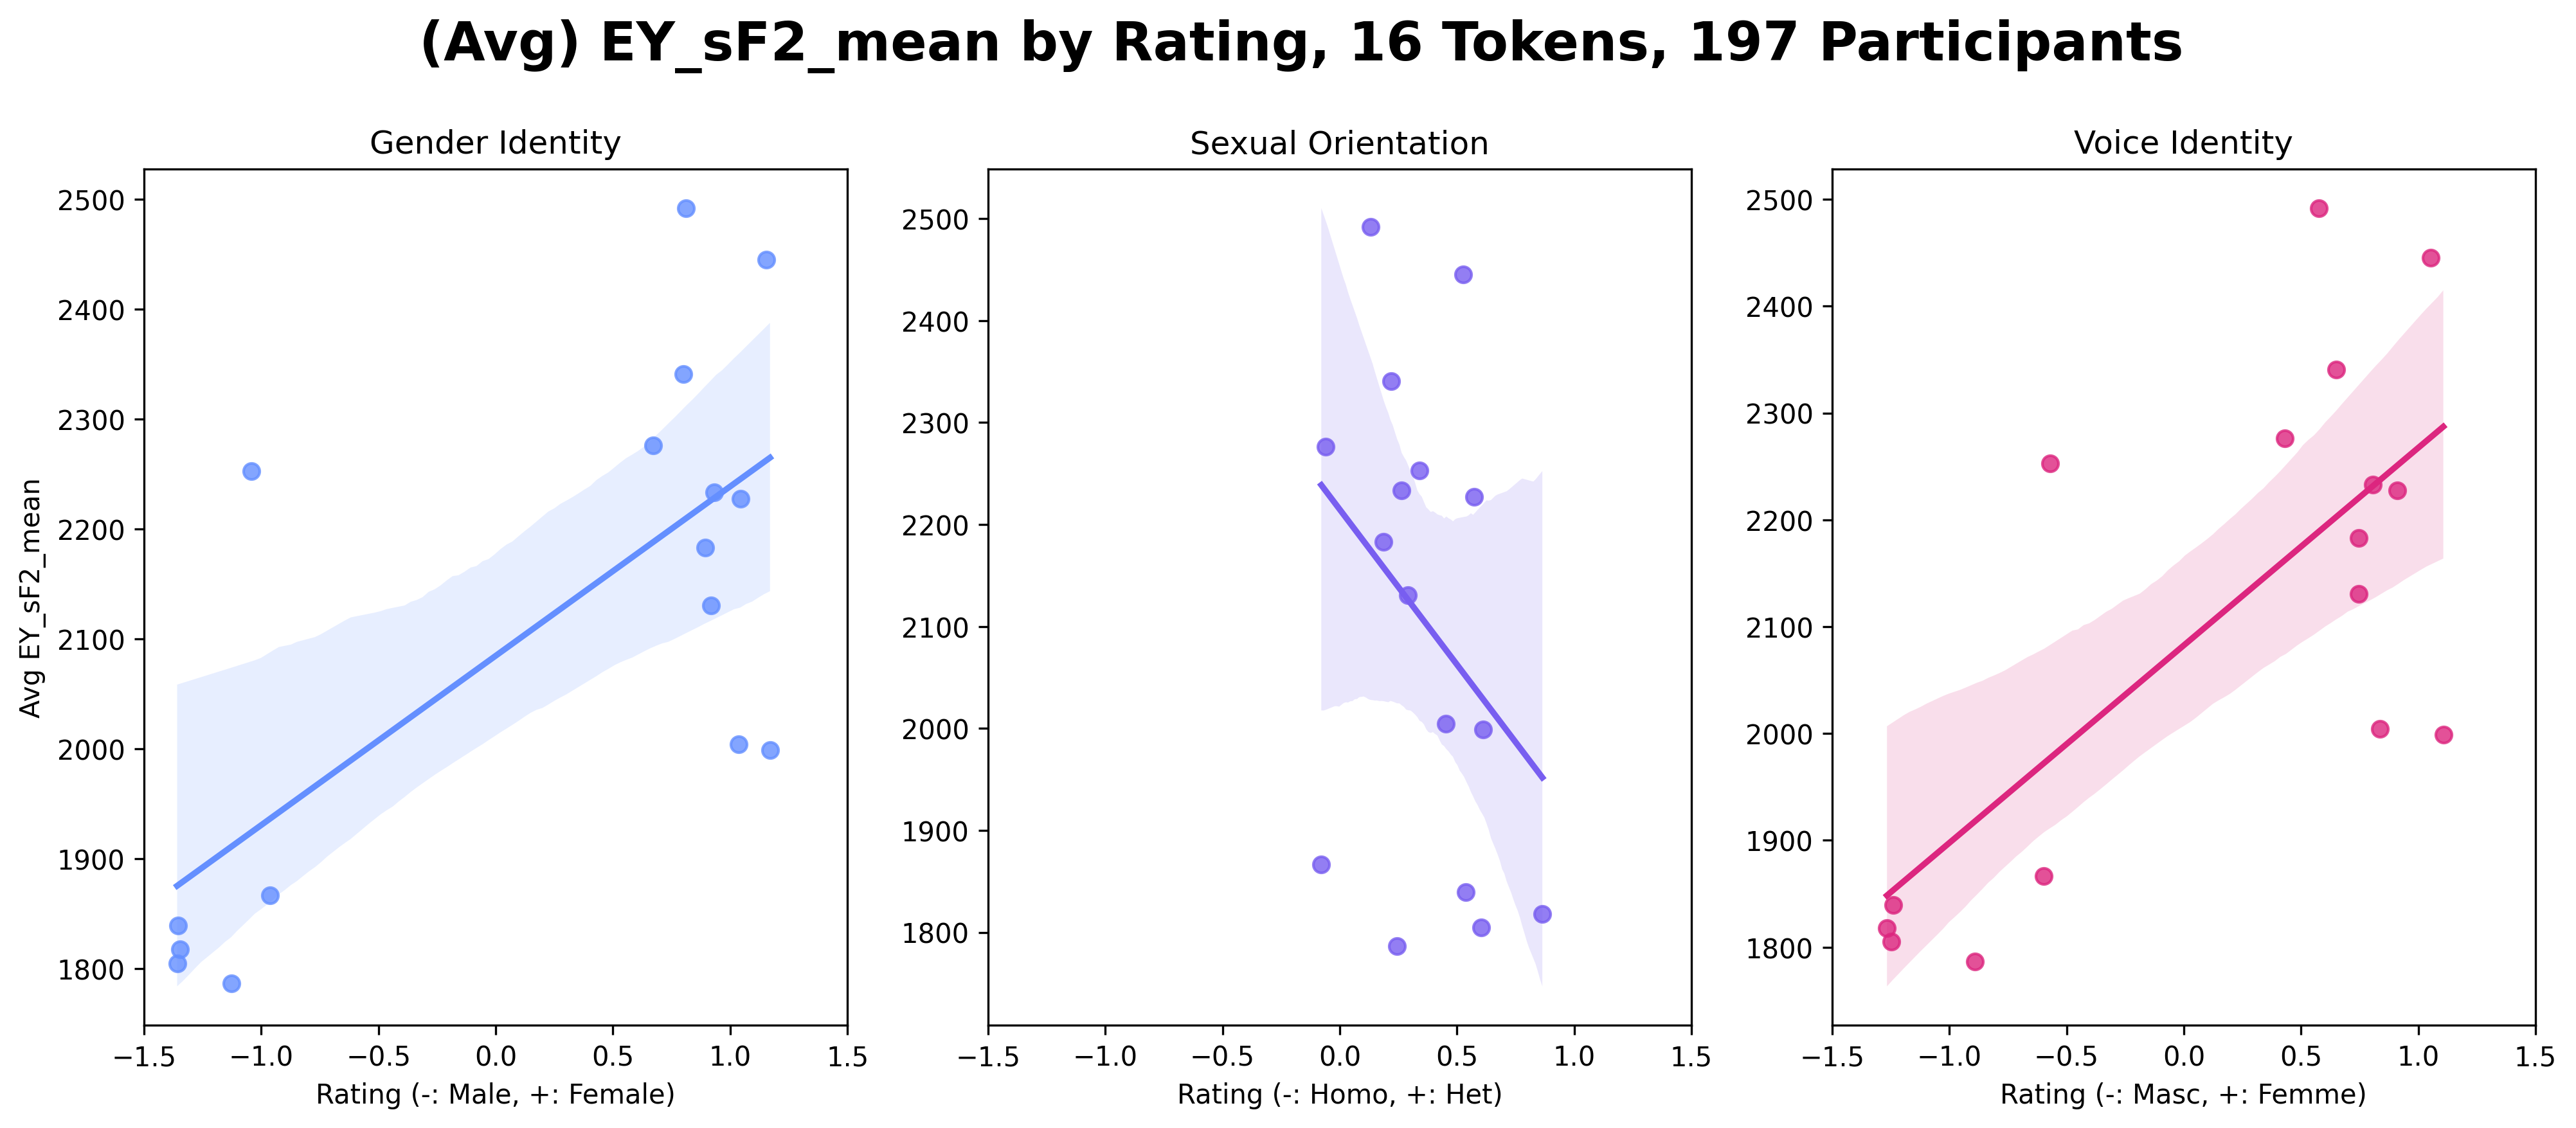 (Avg) EY_sF2_mean by Rating, 16 Tokens, 197 Participants
Gender Identity
2500
2400
2300
2200
2100
2000
1900
1800
Avg EY_sF2_mean
−1.5 −1.0 −0.5 0.0 0.5 1.0 1.5
Rating (-: Male, +: Female)
Sexual Orientation
2500
2400
2300
2200
2100
2000
1900
1800
−1.5 −1.0 −0.5 0.0 0.5 1.0 1.5
Rating (-: Homo, +: Het)
Voice Identity
2500
2400
2300
2200
2100
2000
1900
1800
−1.5 −1.0 −0.5 0.0 0.5 1.0 1.5
Rating (-: Masc, +: Femme)